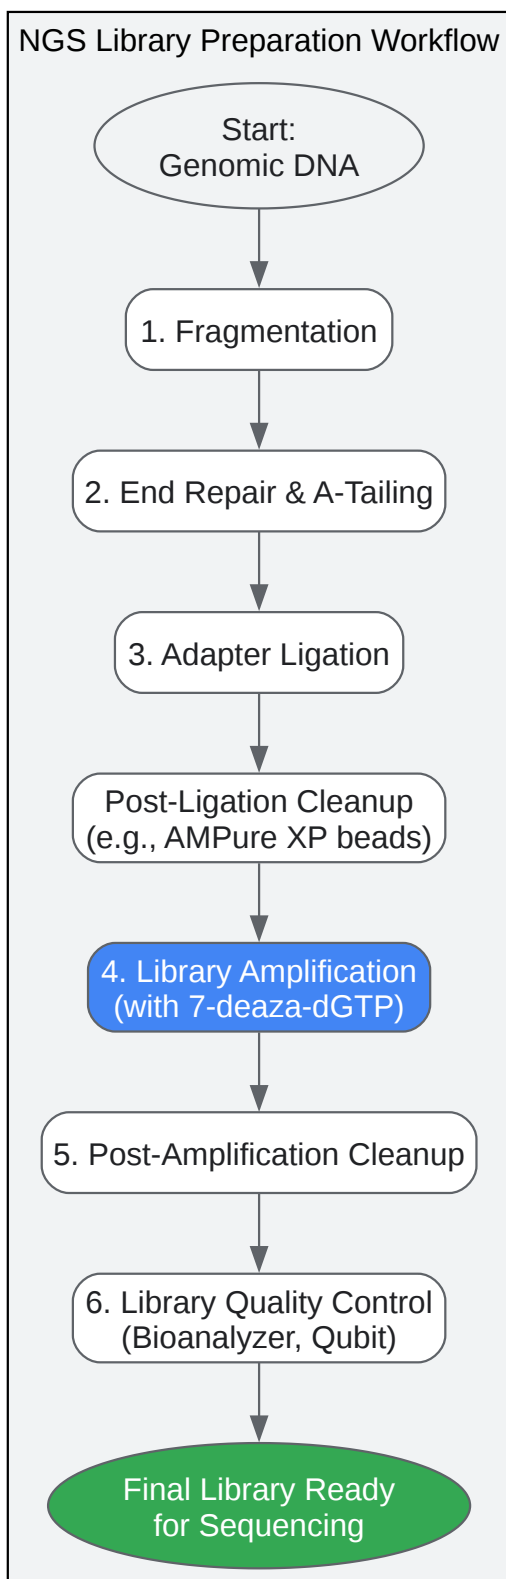 NGS Library Preparation Workflow
Start:
Genomic DNA
1. Fragmentation
2. End Repair & A-Tailing
3. Adapter Ligation
Post-Ligation Cleanup
(e.g., AMPure XP beads)
4. Library Amplification
(with 7-deaza-dGTP)
5. Post-Amplification Cleanup
6. Library Quality Control
(Bioanalyzer, Qubit)
Final Library Ready
for Sequencing